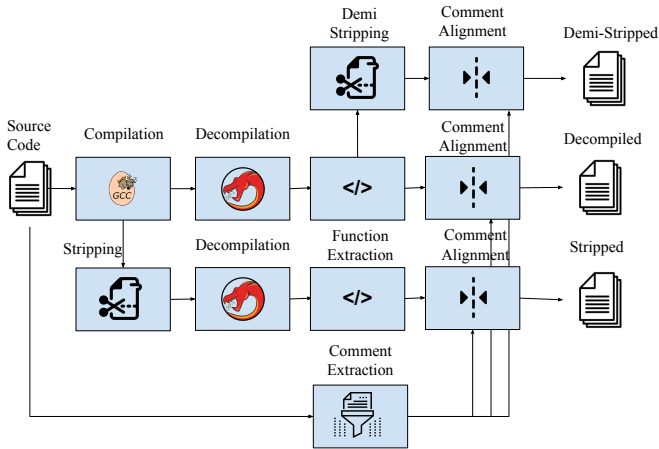 Demi
Stripping
Comment
Alignment
Demi-Stripped
Source
Code
Compilation
Decompilation
Comment
Alignment
Decompiled
GCC
</>
Stripping
Decompilation
Function
Extraction
Comment
Alignment
Stripped
</>
Comment
Extraction